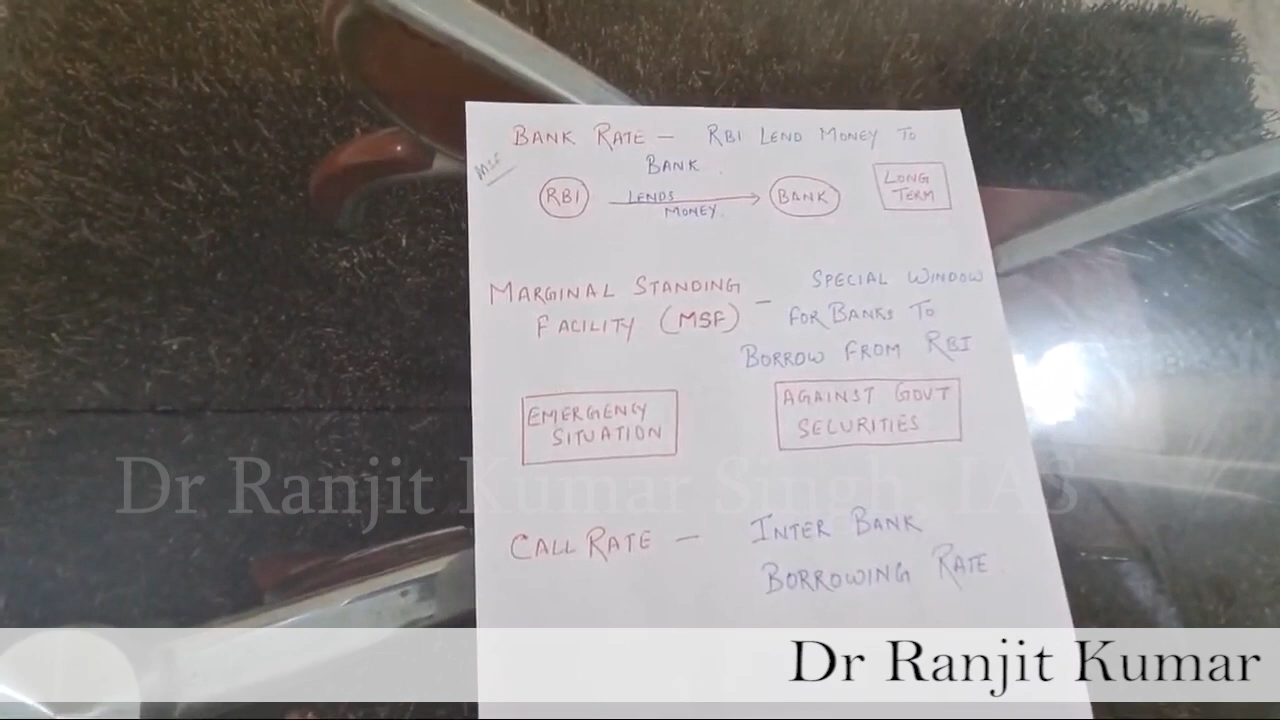 BANK RATE - RBI LEND MONEY TO
BANK
MSF
RBI LENDS MONEY BANK
LONG
TERM
MARGINAL STANDING
FACILITY (MSF) -
SPECIAL WINDOW
FOR BANKS TO
BORROW FROM RBI
EMERGENCY
SITUATION
AGAINST GOVT
SECURITIES
CALL RATE - INTER BANK
BORROWING RATE
Dr Ranjit Kumar Singh, IAS
Dr Ranjit Kumar